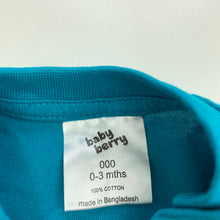 baby
berry
000
0-3 mths
100% COTTON
made in Bangladesh